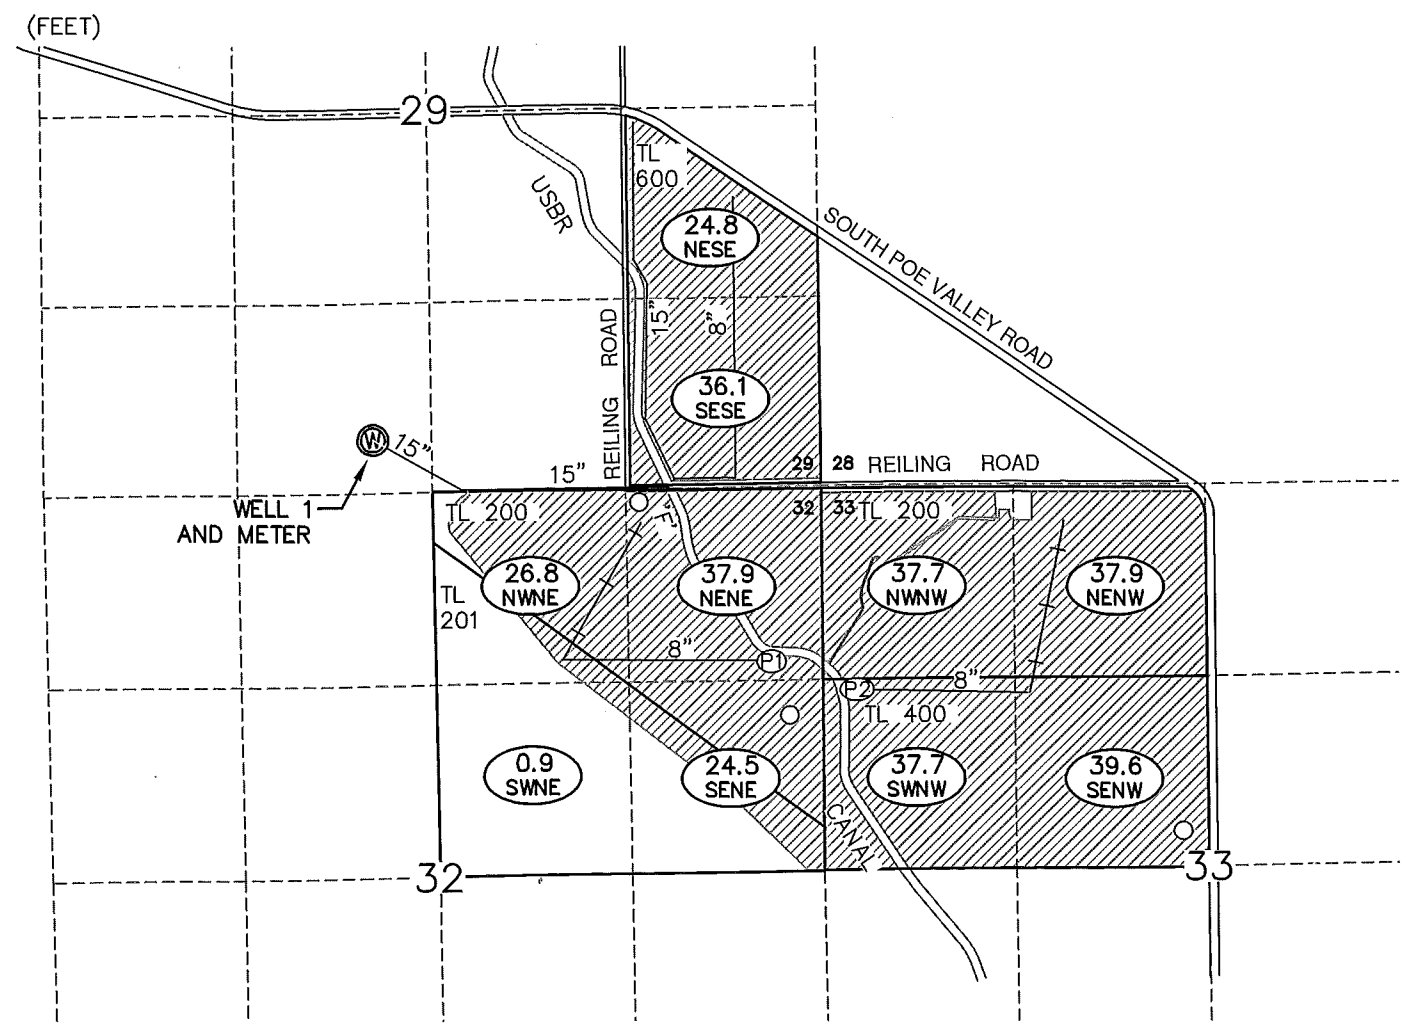 (FEET)
29
TL
600
USBR
24.8
NESE
SOUTH POE VALLEY ROAD
15"
8"
REILING ROAD
36.1
SESE
W
15"
15"
29
28
REILING ROAD
WELL 1
AND METER
TL 200
"F"
32
33
TL 200
26.8
NWNE
37.9
NENE
37.7
NWNW
37.9
NENW
TL
201
8"
P1
P2
8"
TL 400
0.9
SWNE
24.5
SENE
37.7
SWNW
39.6
SENW
CANAL
32
33